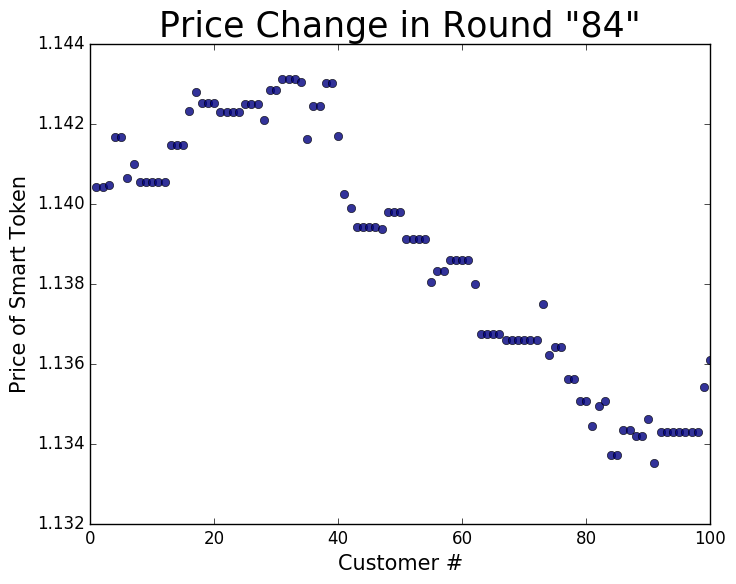 Price Change in Round "84"
1.144
1.142
1.140
1.138
1.136
1.134
1.132
Price of Smart Token
0 20 40 60 80 100
Customer #